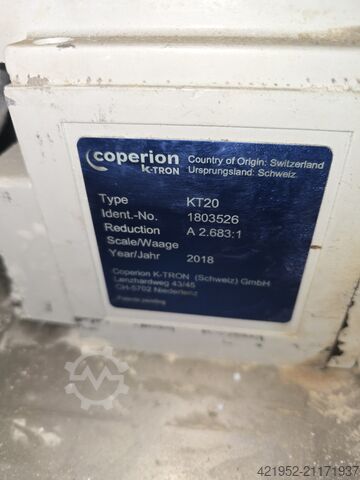 coperion
K-TRON
Country of Origin: Switzerland
Ursprungsland: Schweiz
Type KT20
Ident.-No. 1803526
Reduction A 2.683:1
Scale/Waage
Year/Jahr 2018
Coperion K-TRON (Schweiz) GmbH
Lenzhardweg 43/45
CH-5702 Niederlenz
421952-21171937